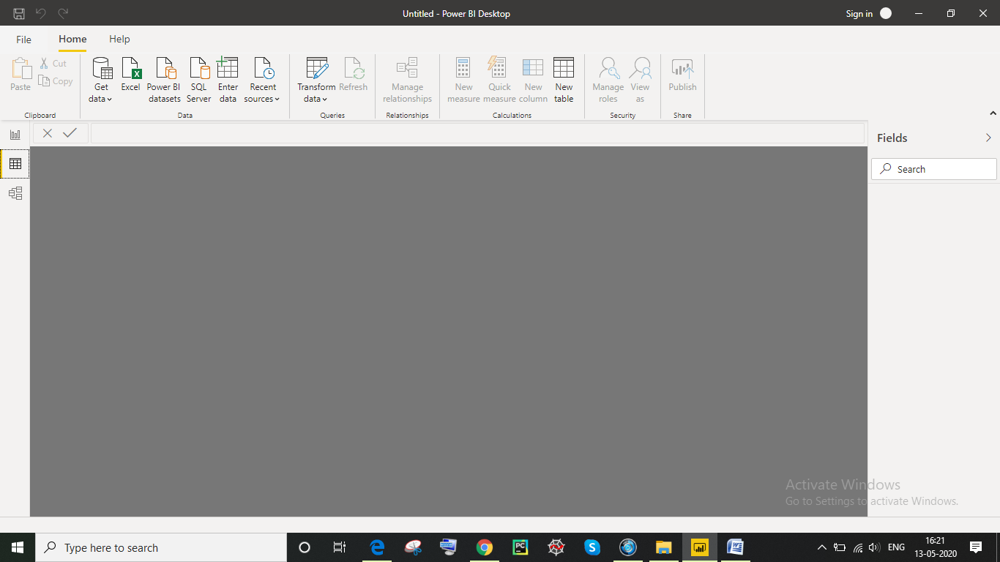 Untitled - Power BI Desktop
Sign in
File Home Help
Paste
Cut
Copy
Clipboard
Get data
Excel
Power BI datasets
SQL Server
Enter data
Recent sources
Data
Transform data
Refresh
Queries
Manage relationships
Relationships
New measure
Quick measure
New column
New table
Calculations
Manage roles
View as
Security
Publish
Share
Fields
Search
Activate Windows
Go to Settings to activate Windows.
Type here to search
PC
ENG
16:21
13-05-2020